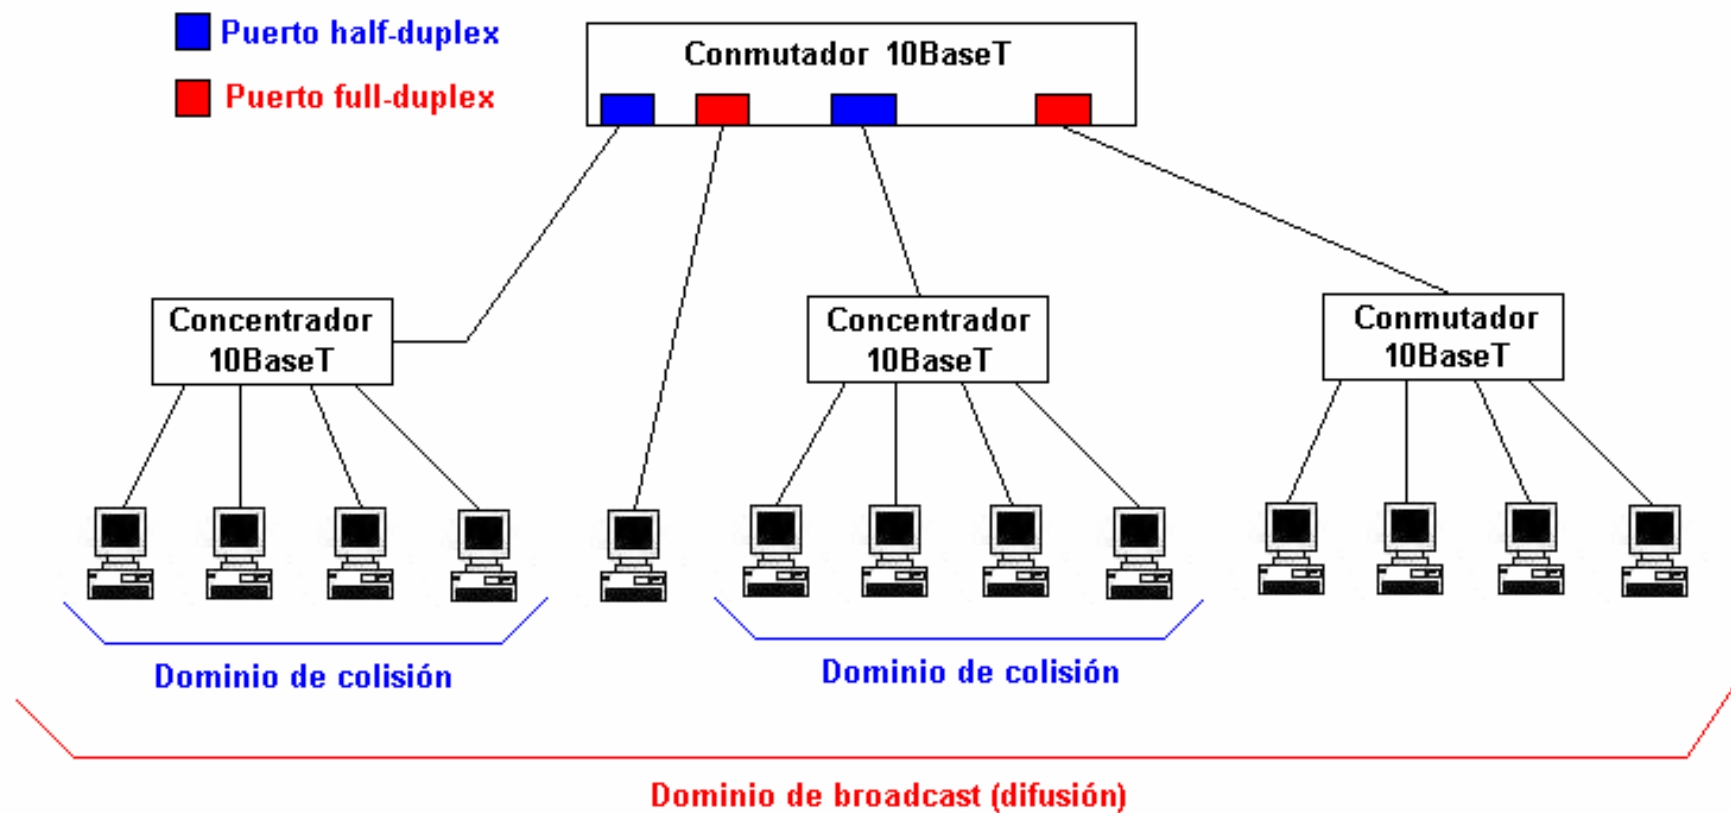 Puerto half-duplex
Puerto full-duplex
Conmutador 10BaseT
Concentrador
10BaseT
Concentrador
10BaseT
Conmutador
10BaseT
Dominio de colisión
Dominio de colisión
Dominio de broadcast (difusión)